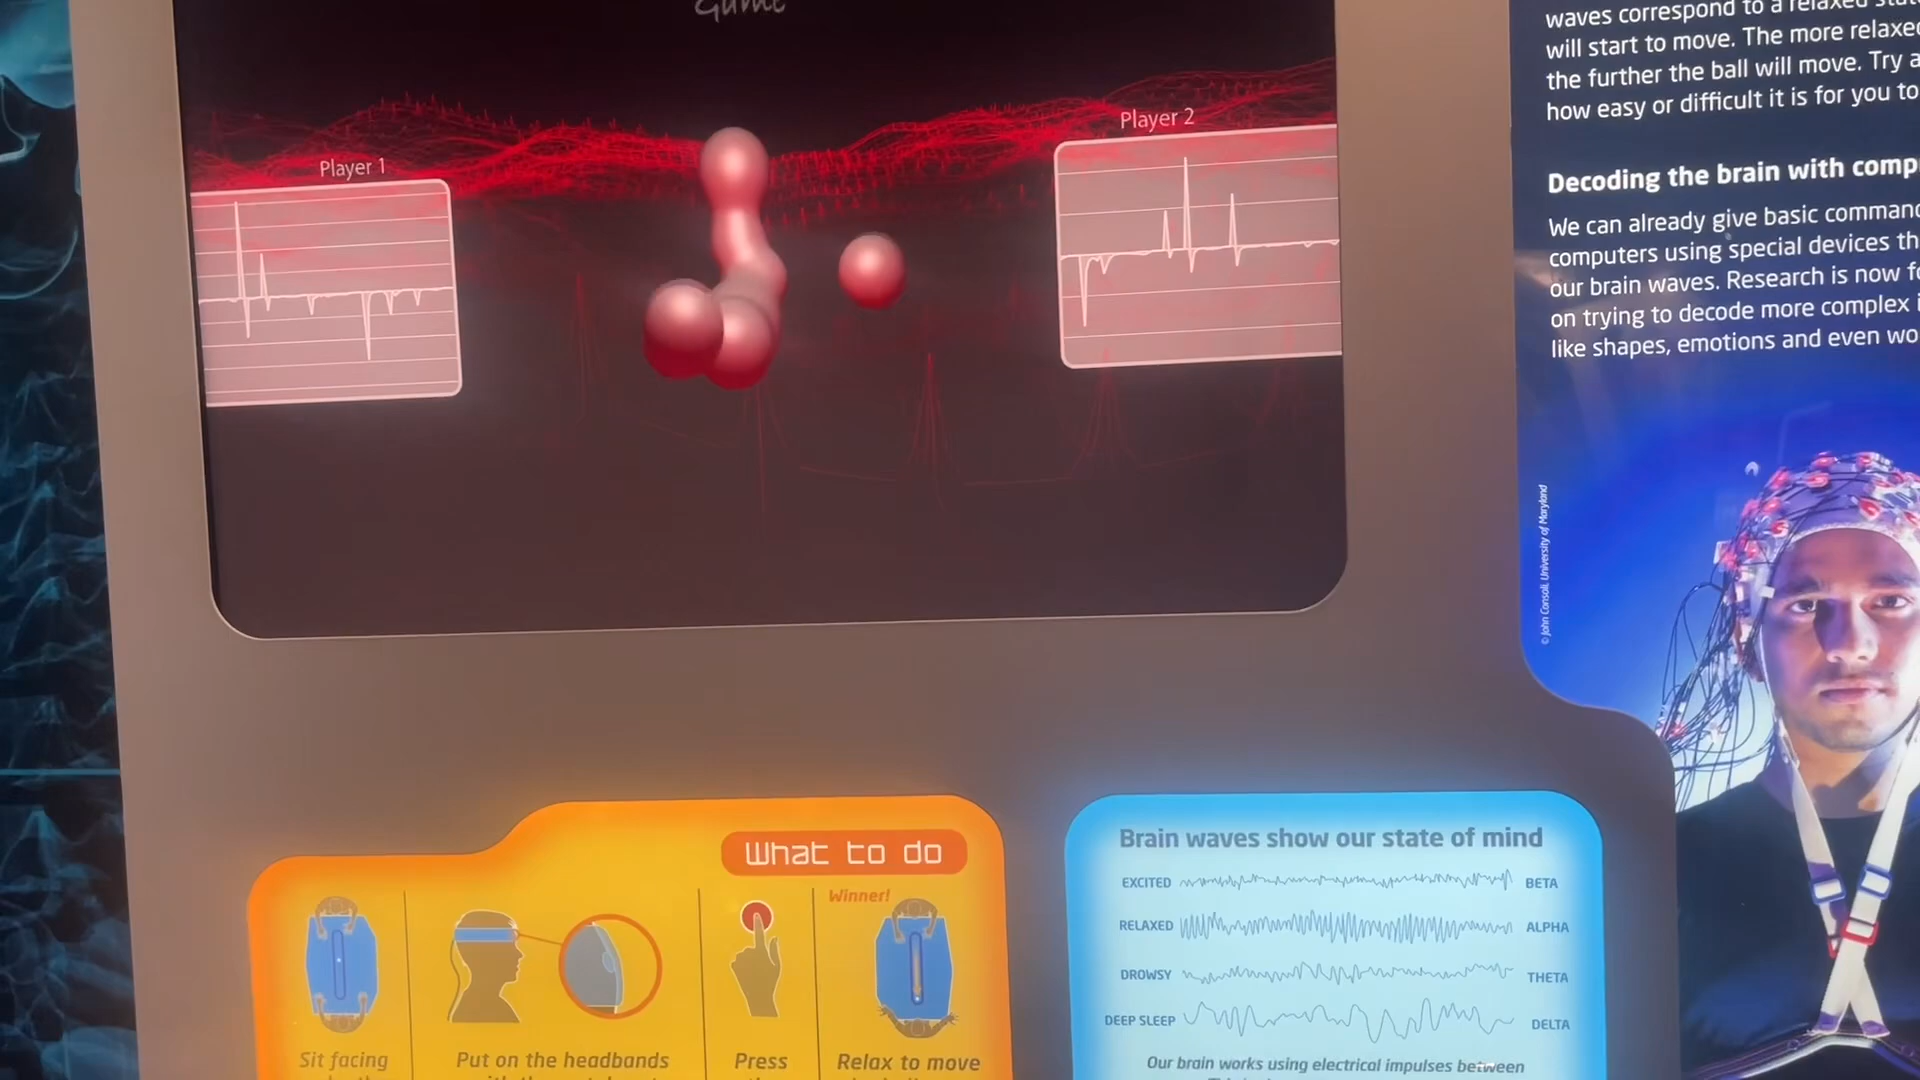 Game
Player 1
Player 2
waves correspond to a relaxed
will start to move. The more relaxed
the further the ball will move. Try
how easy or difficult it is for you to
Decoding the brain with
We can already give basic
computers using special devices
our brain waves. Research is now
on trying to decode more complex
like shapes, emotions and even
© John Consoli, University of Maryland
What to do
Winner!
Sit facing
Put on the headbands
Press
Relax to move
Brain waves show our state of mind
EXCITED BETA
RELAXED ALPHA
DROWSY THETA
DEEP SLEEP DELTA
Our brain works using electrical impulses between